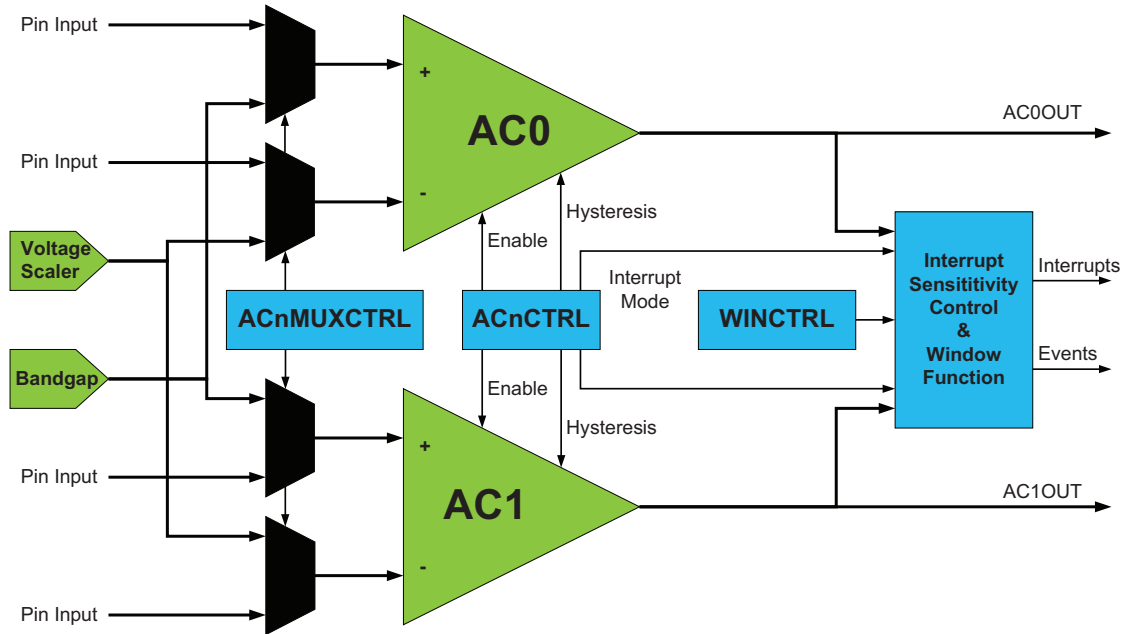 Pin Input
+
AC0
AC0OUT
Pin Input
-
Hysteresis
Enable
Voltage
Scaler
Interrupt
Mode
Interrupt
Sensititivity
Control
&
Window
Function
Interrupts
ACnMUXCTRL
ACnCTRL
WINCTRL
Events
Bandgap
Enable
Hysteresis
+
Pin Input
AC1
AC1OUT
-
Pin Input